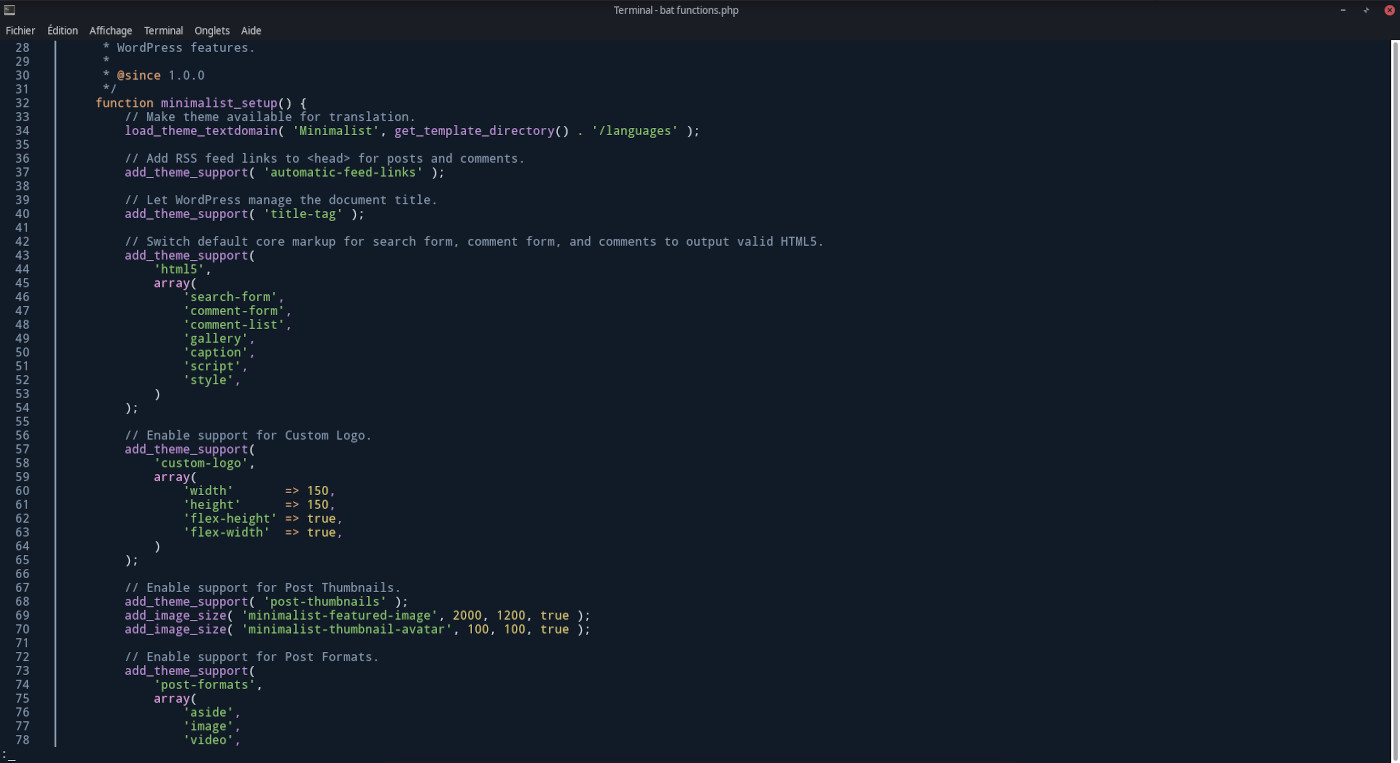 Terminal - bat functions.php
Fichier Édition Affichage Terminal Onglets Aide
28 * WordPress features.
29 *
30 * @since 1.0.0
31 */
32 function minimalist_setup() {
33 // Make theme available for translation.
34 load_theme_textdomain( 'Minimalist', get_template_directory() . '/languages' );
35
36 // Add RSS feed links to <head> for posts and comments.
37 add_theme_support( 'automatic-feed-links' );
38
39 // Let WordPress manage the document title.
40 add_theme_support( 'title-tag' );
41
42 // Switch default core markup for search form, comment form, and comments to output valid HTML5.
43 add_theme_support(
44 'html5',
45 array(
46 'search-form',
47 'comment-form',
48 'comment-list',
49 'gallery',
50 'caption',
51 'script',
52 'style',
53 )
54 );
55
56 // Enable support for Custom Logo.
57 add_theme_support(
58 'custom-logo',
59 array(
60 'width' => 150,
61 'height' => 150,
62 'flex-height' => true,
63 'flex-width' => true,
64 )
65 );
66
67 // Enable support for Post Thumbnails.
68 add_theme_support( 'post-thumbnails' );
69 add_image_size( 'minimalist-featured-image', 2000, 1200, true );
70 add_image_size( 'minimalist-thumbnail-avatar', 100, 100, true );
71
72 // Enable support for Post Formats.
73 add_theme_support(
74 'post-formats',
75 array(
76 'aside',
77 'image',
78 'video',
:_